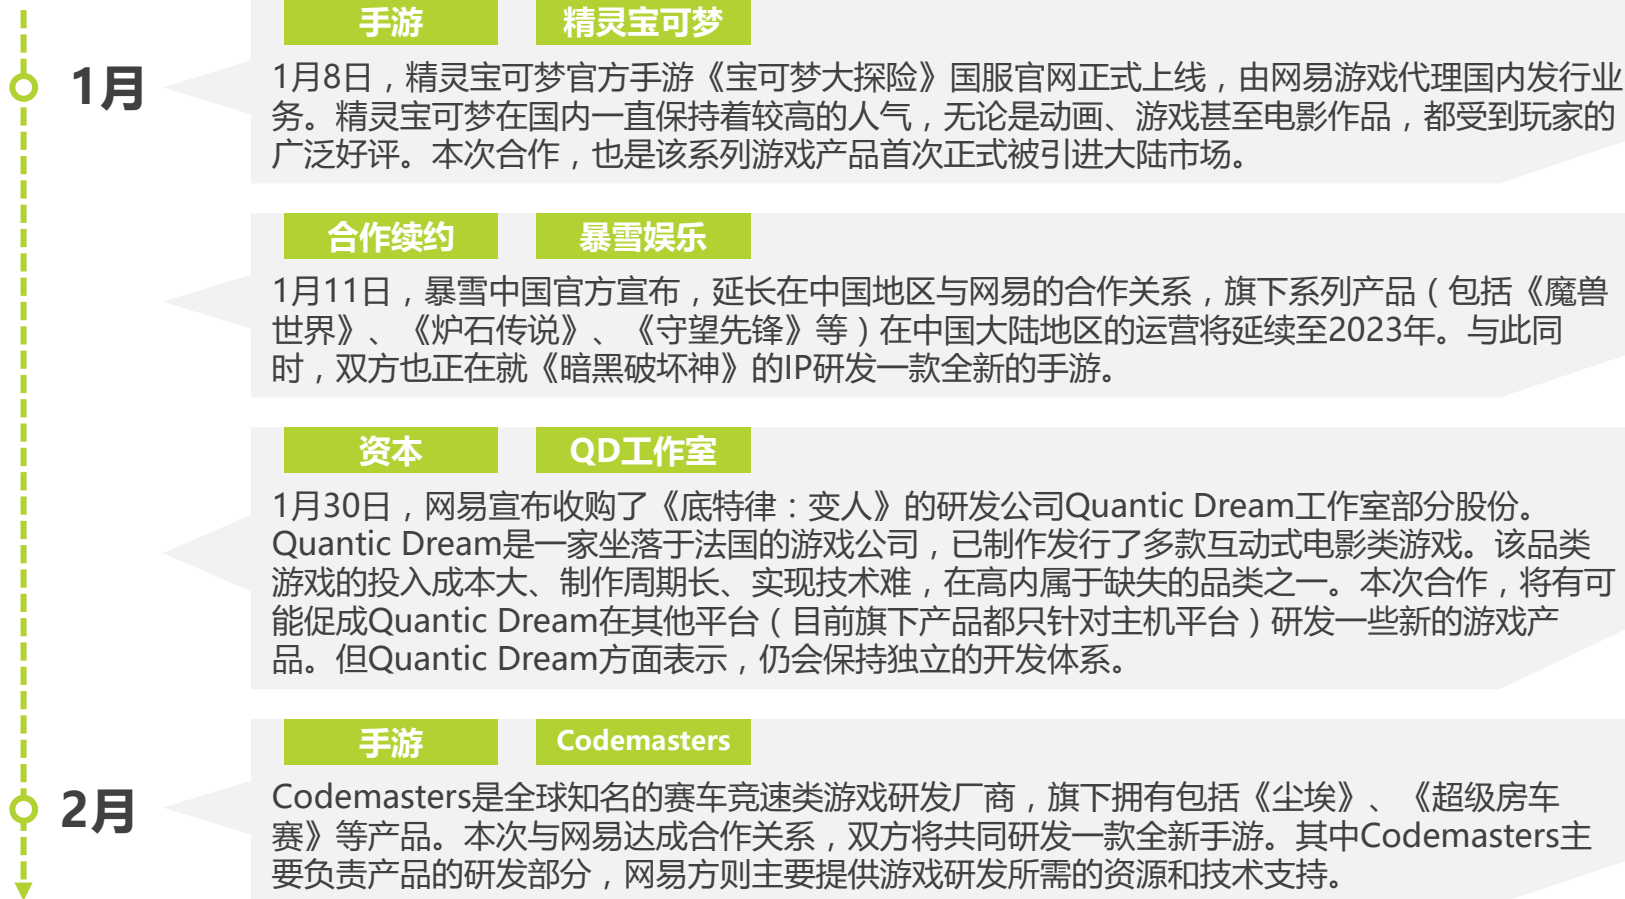 手游
精灵宝可梦
1月
1月8日，精灵宝可梦官方手游《宝可梦大探险》国服官网正式上线，由网易游戏代理国内发行业
务。精灵宝可梦在国内一直保持着较高的人气，无论是动画、游戏甚至电影作品，都受到玩家的
广泛好评。本次合作，也是该系列游戏产品首次正式被引进大陆市场。
合作续约
暴雪娱乐
1月11日，暴雪中国官方宣布，延长在中国地区与网易的合作关系，旗下系列产品（包括《魔兽
世界》、《炉石传说》、《守望先锋》等）在中国大陆地区的运营将延续至2023年。与此同
时，双方也正在就《暗黑破坏神》的IP研发一款全新的手游。
资本
QD工作室
1月30日，网易宣布收购了《底特律：变人》的研发公司Quantic Dream工作室部分股份。
Quantic Dream是一家坐落于法国的游戏公司，已制作发行了多款互动式电影类游戏。该品类
游戏的投入成本大、制作周期长、实现技术难，在高内属于缺失的品类之一。本次合作，将有可
能促成Quantic Dream在其他平台（目前旗下产品都只针对主机平台）研发一些新的游戏产
品。但Quantic Dream方面表示，仍会保持独立的开发体系。
手游
Codemasters
2月
Codemasters是全球知名的赛车竞速类游戏研发厂商，旗下拥有包括《尘埃》、《超级房车
赛》等产品。本次与网易达成合作关系，双方将共同研发一款全新手游。其中Codemasters主
要负责产品的研发部分，网易方则主要提供游戏研发所需的资源和技术支持。